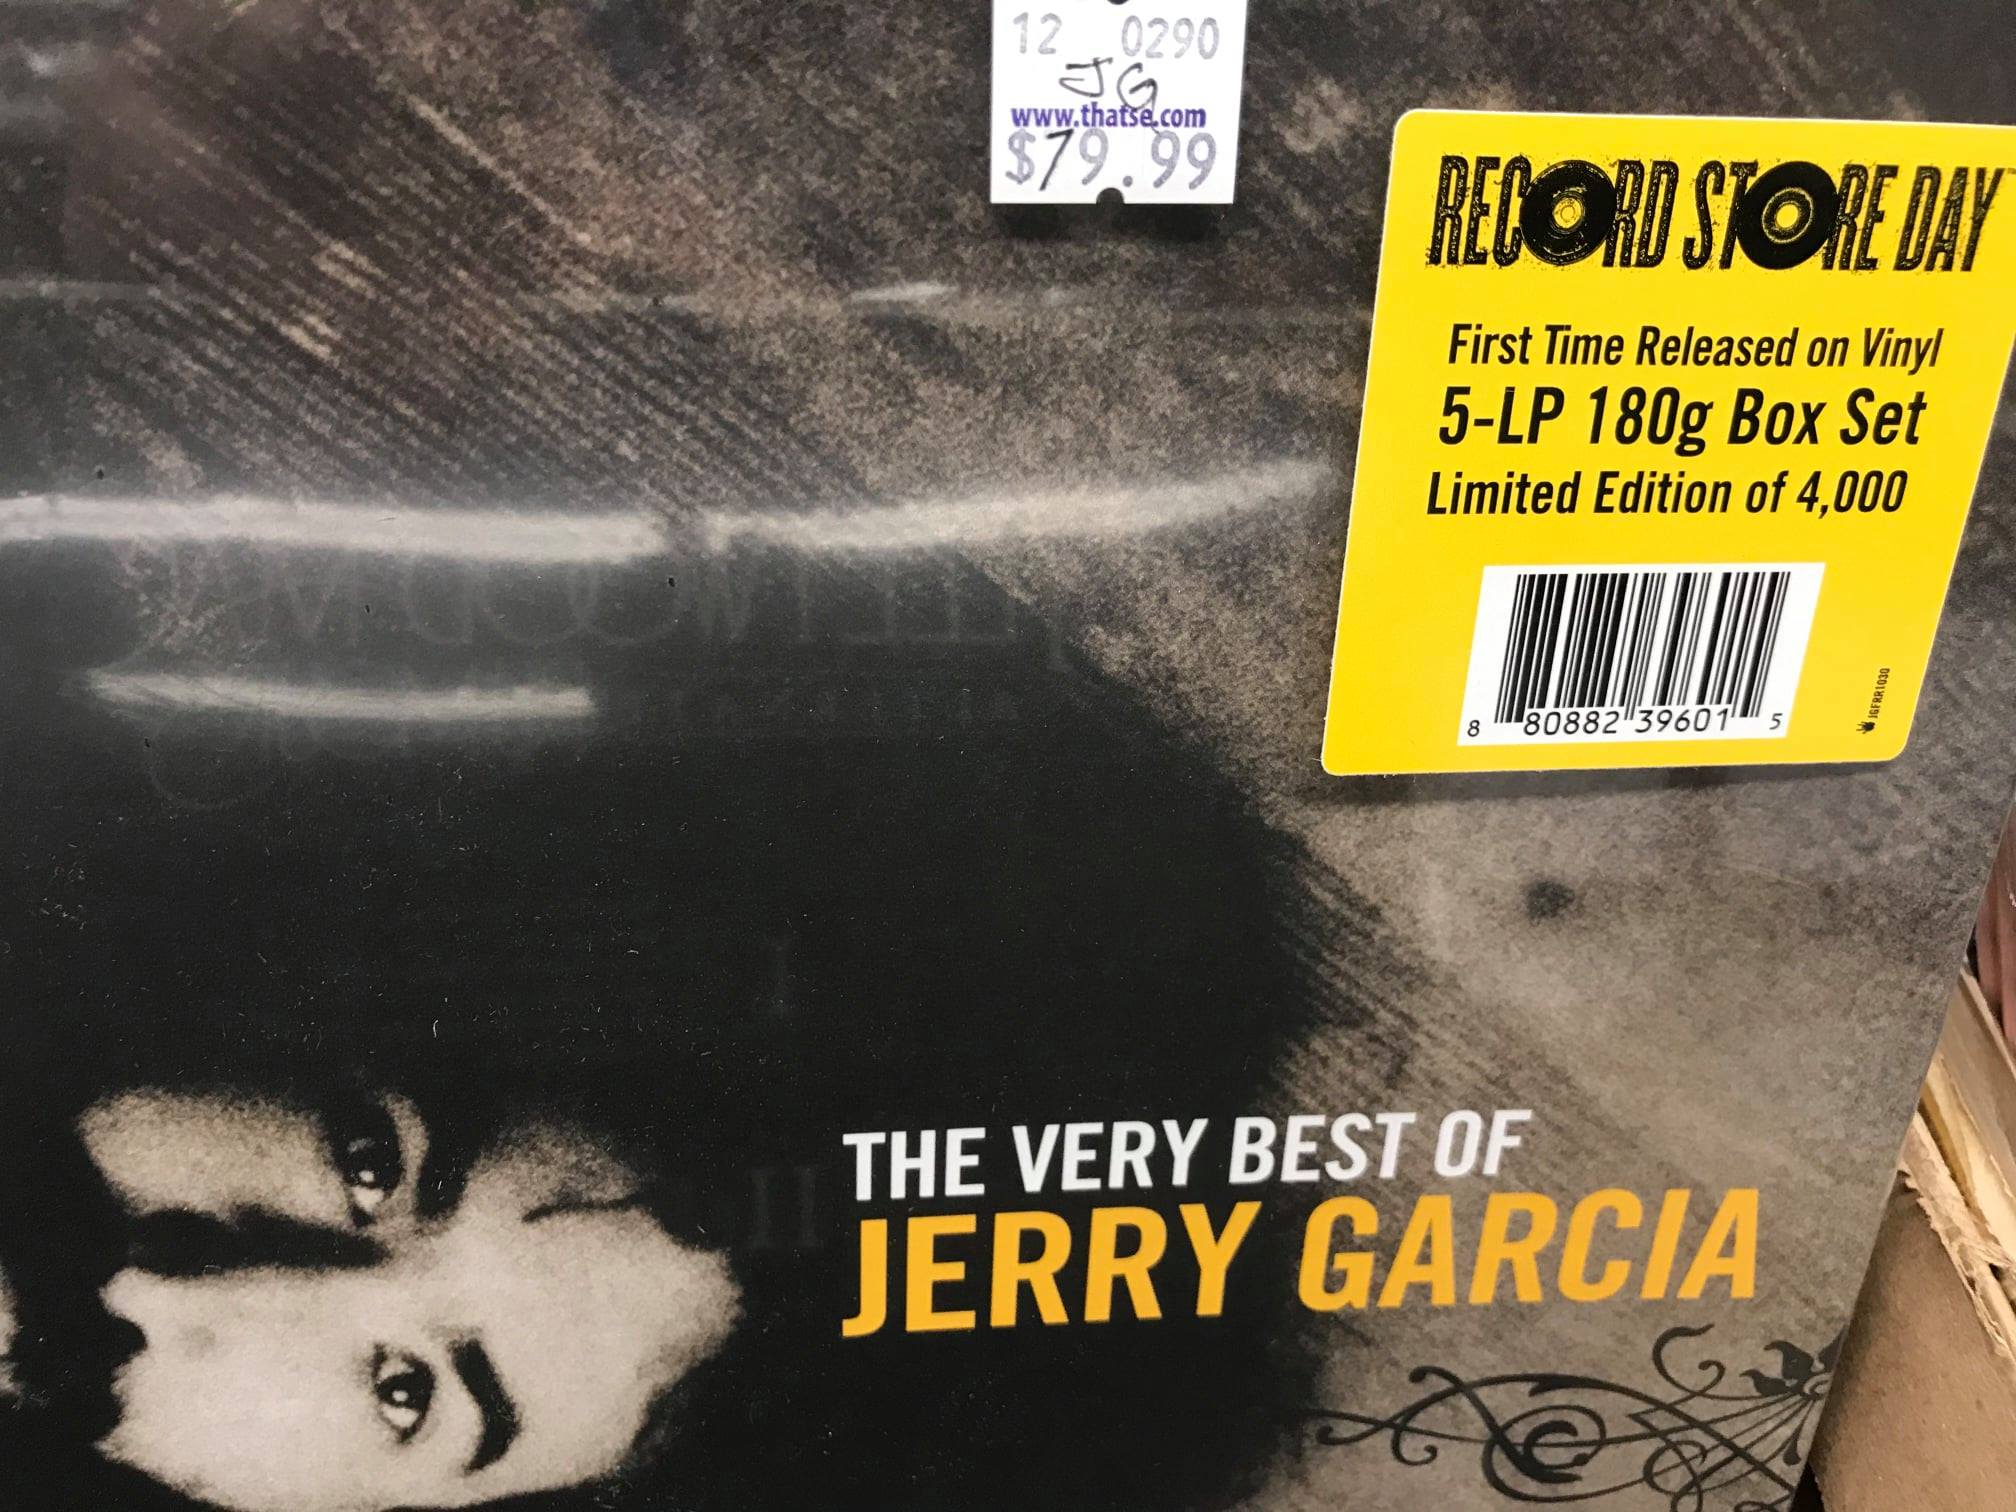 12 0290
JG
www.thatse.com
$79.99
RECORD STORE DAY
First Time Released on Vinyl
5-LP 180g Box Set
Limited Edition of 4,000
8 80882 39601 5
JGFRR1030
THE VERY BEST OF
JERRY GARCIA